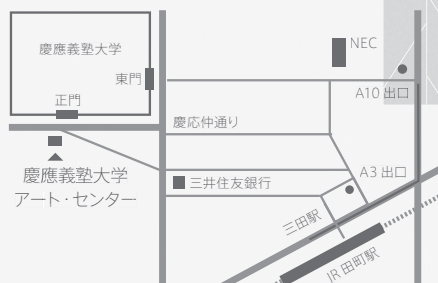 慶應義塾大学
NEC
東門
正門
A10 出口
慶応仲通り
慶應義塾大学
アート・センター
三井住友銀行
A3 出口
三田駅
JR 田町駅